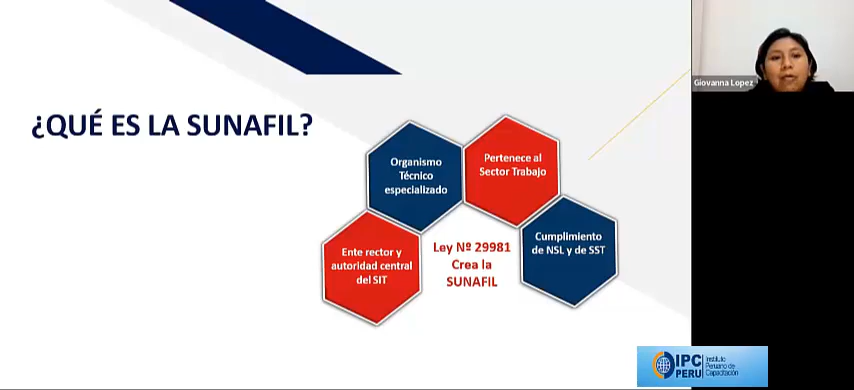 ¿QUÉ ES LA SUNAFIL?
Organismo
Técnico
especializado
Pertenece al
Sector Trabajo
Ente rector y
autoridad central
del SIT
Ley Nº 29981
Crea la
SUNAFIL
Cumplimiento
de NSL y de SST
Giovanna Lopez
IPC
PERU
Instituto
Peruano de
Capacitación